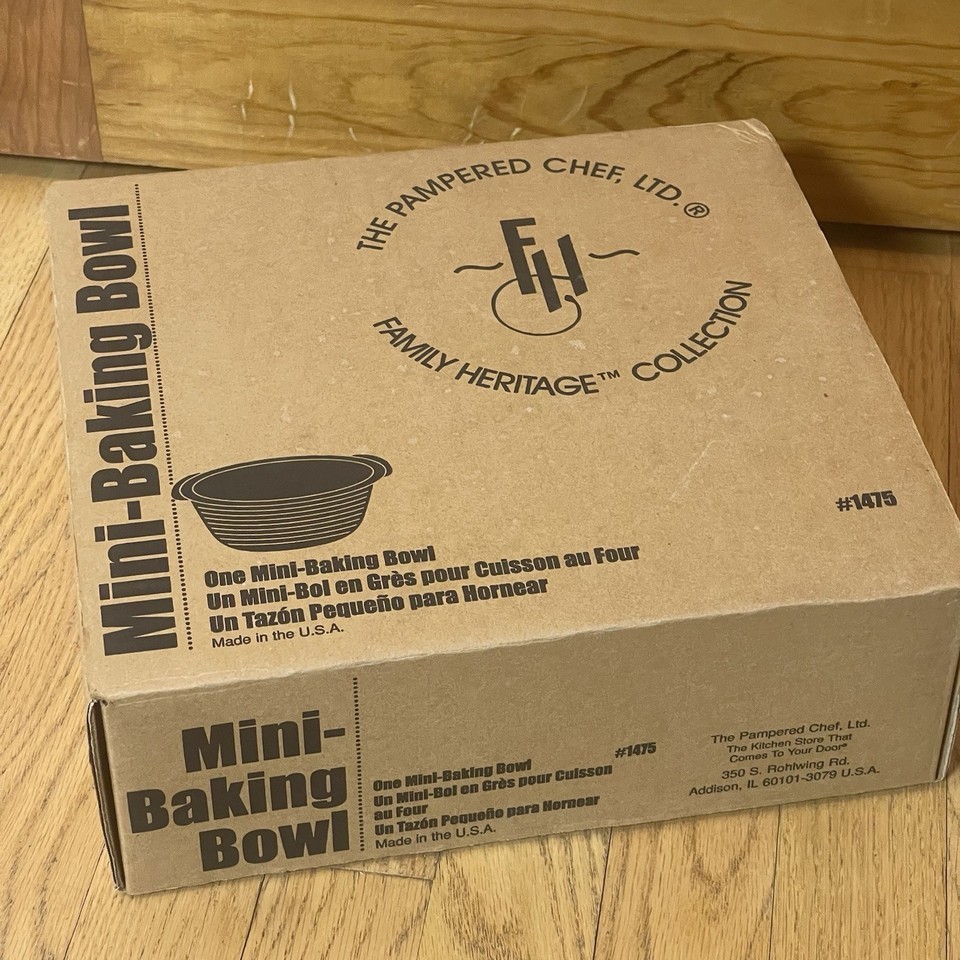 THE PAMPERED CHEF, LTD.®
FH
FAMILY HERITAGE™ COLLECTION
Mini-Baking Bowl
#1475
One Mini-Baking Bowl
Un Mini-Bol en Grès pour Cuisson au Four
Un Tazón Pequeño para Hornear
Made in the U.S.A.
Mini-
Baking
Bowl
#1475
One Mini-Baking Bowl
Un Mini-Bol en Grès pour Cuisson
au Four
Un Tazón Pequeño para Hornear
Made in the U.S.A.
The Pampered Chef, Ltd.
The Kitchen Store That
Comes To Your Door®
350 S. Rohlwing Rd.
Addison, IL 60101-3079 U.S.A.